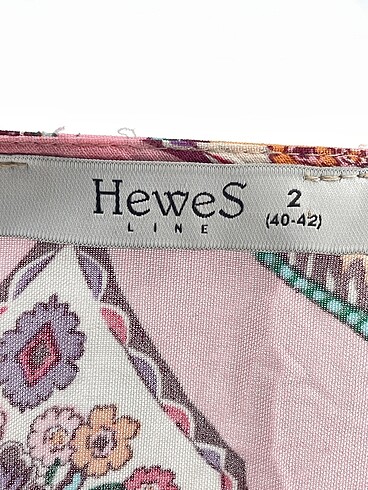 HeweS
LINE
2
(40-42)